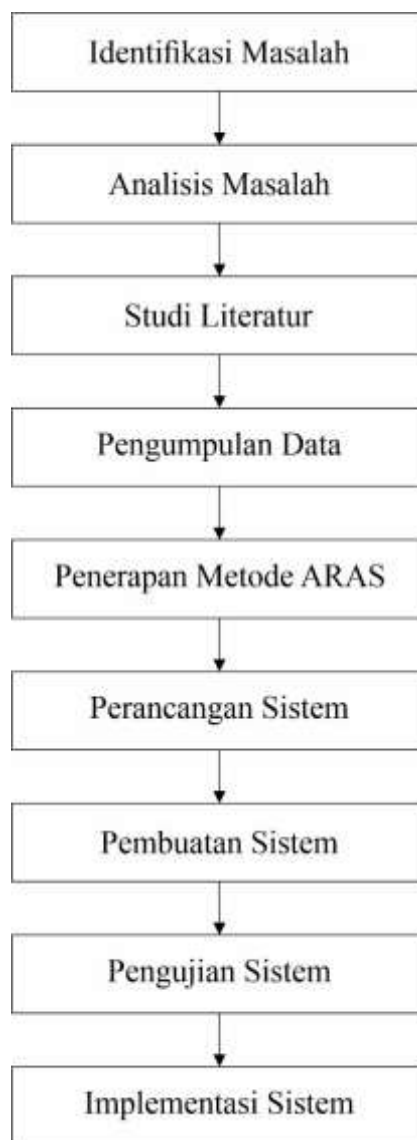 Identifikasi Masalah
Analisis Masalah
Studi Literatur
Pengumpulan Data
Penerapan Metode ARAS
Perancangan Sistem
Pembuatan Sistem
Pengujian Sistem
Implementasi Sistem